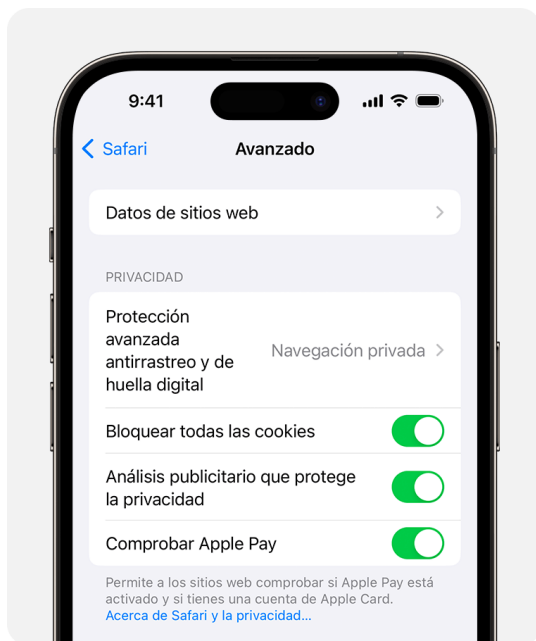 9:41
Safari
Avanzado
Datos de sitios web
PRIVACIDAD
Protección
avanzada
antirrastreo y de
huella digital
Navegación privada
Bloquear todas las cookies
Análisis publicitario que protege
la privacidad
Comprobar Apple Pay
Permite a los sitios web comprobar si Apple Pay está
activado y si tienes una cuenta de Apple Card.
Acerca de Safari y la privacidad...